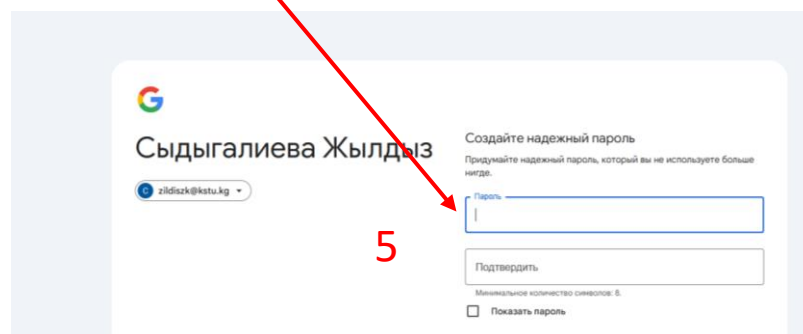 Сыдыгалиева Жылдыз
zildiszk@kstu.kg
Создайте надежный пароль
Придумайте надежный пароль, который вы не используете больше
нигде.
Пароль
5
Подтвердить
Минимальное количество символов: 8.
Показать пароль